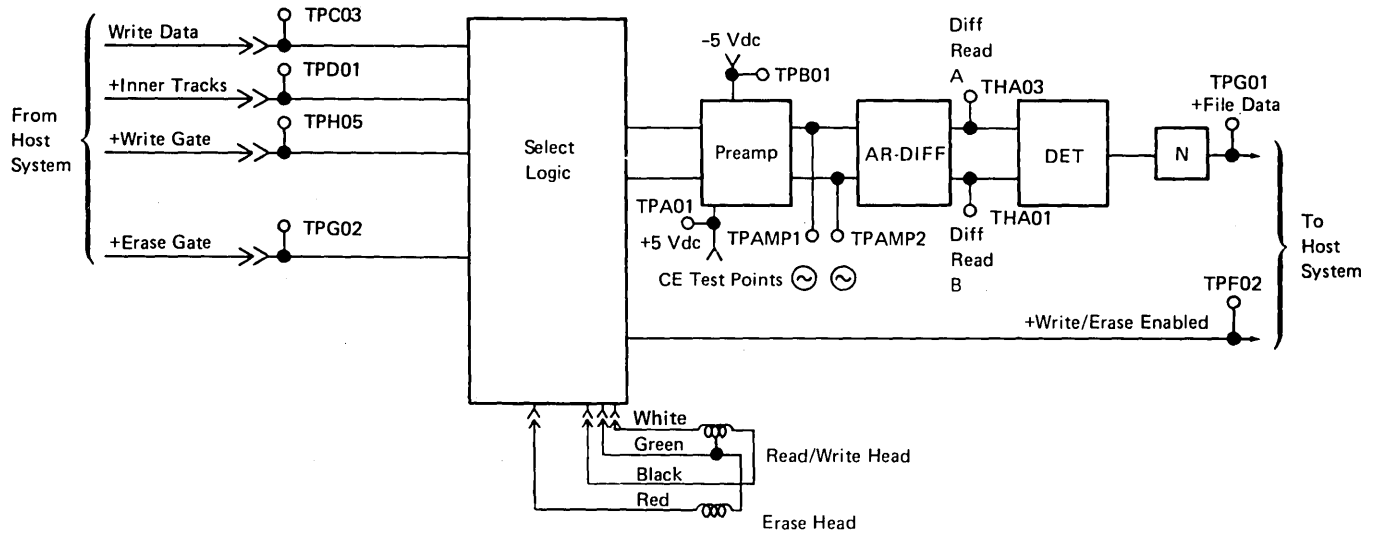 From
Host
System
Write Data
TPC03
+Inner Tracks
TPD01
+Write Gate
TPH05
+Erase Gate
TPG02
Select
Logic
–5 Vdc
TPB01
Preamp
TPA01
+5 Vdc
TPAMP1
TPAMP2
CE Test Points
AR-DIFF
Diff
Read
A
THA03
THA01
Diff
Read
B
DET
N
TPG01
+File Data
To
Host
System
TPF02
+Write/Erase Enabled
White
Green
Black
Red
Read/Write Head
Erase Head